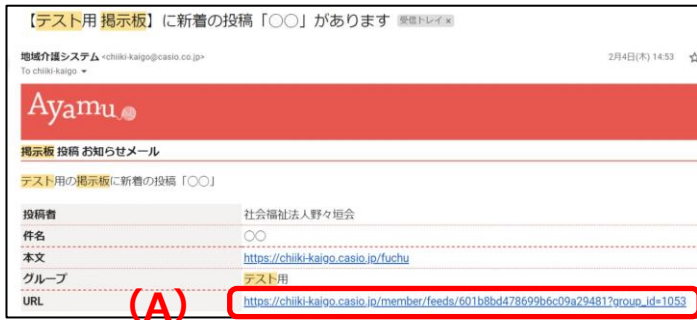 【テスト用 掲示板】に新着の投稿「○○」があります 受信トレイ×
地域介護システム <chiiki-kaigo@casio.co.jp> 2月4日(木) 14:53
To chiiki-kaigo
Ayamu
掲示板 投稿 お知らせメール
テスト用の掲示板に新着の投稿「○○」
投稿者 社会福祉法人野々垣会
件名 ○○
本文 https://chiiki-kaigo.casio.jp/fuchu
グループ テスト用
URL (A) https://chiiki-kaigo.casio.jp/member/feeds/601b8bd478699b6c09a29481?group_id=1053